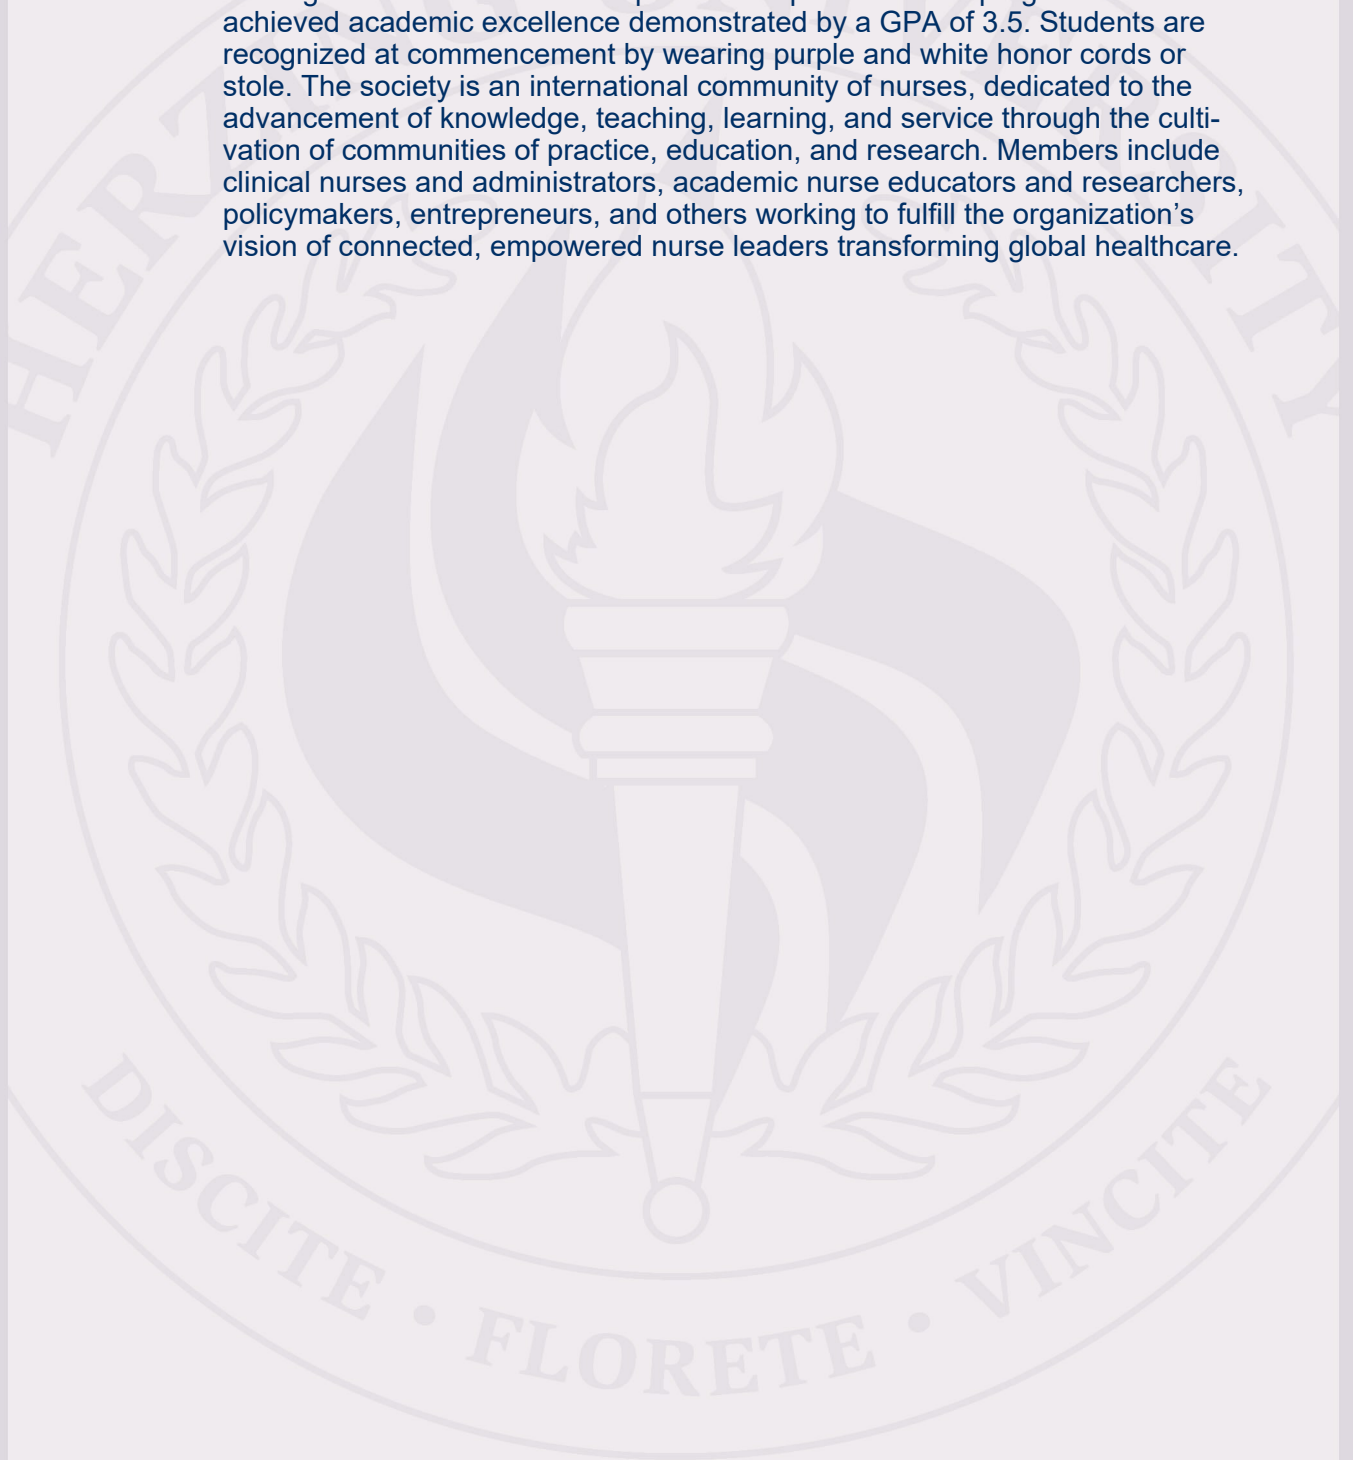 achieved academic excellence demonstrated by a GPA of 3.5. Students are
recognized at commencement by wearing purple and white honor cords or
stole. The society is an international community of nurses, dedicated to the
advancement of knowledge, teaching, learning, and service through the culti-
vation of communities of practice, education, and research. Members include
clinical nurses and administrators, academic nurse educators and researchers,
policymakers, entrepreneurs, and others working to fulfill the organization’s
vision of connected, empowered nurse leaders transforming global healthcare.
HERZING UNIVERSITY
DISCITE • FLORETE • VINCITE